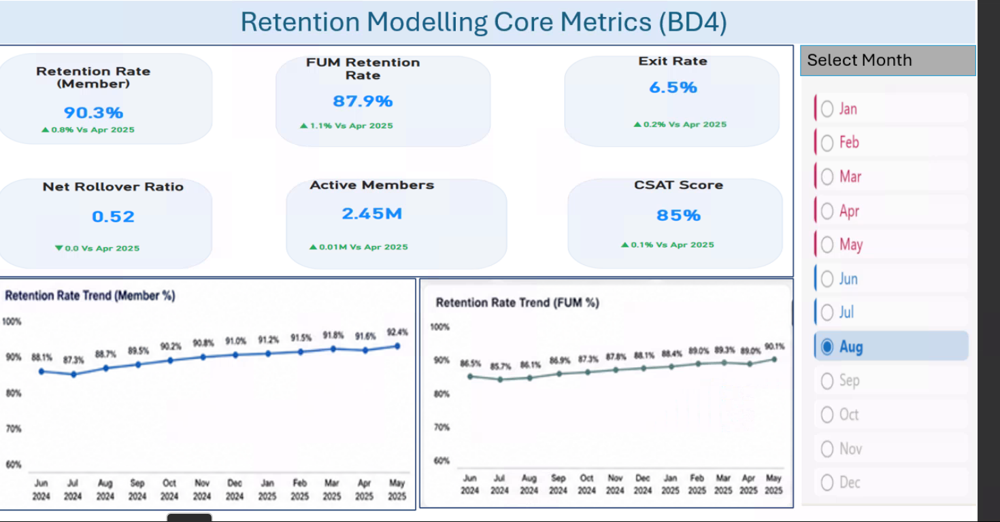 Retention Modelling Core Metrics (BD4)
Retention Rate
(Member)
90.3%
▲0.8% Vs Apr 2025
FUM Retention
Rate
87.9%
▲1.1% Vs Apr 2025
Exit Rate
6.5%
▲0.2% Vs Apr 2025
Net Rollover Ratio
0.52
▼0.0 Vs Apr 2025
Active Members
2.45M
▲0.01M Vs Apr 2025
CSAT Score
85%
▲0.1% Vs Apr 2025
Select Month
Jan
Feb
Mar
Apr
May
Jun
Jul
Aug
Sep
Oct
Nov
Dec
Retention Rate Trend (Member %)
100%
90%
80%
70%
60%
88.1% 87.3% 88.7% 89.5% 90.2% 90.8% 91.0% 91.2% 91.5% 91.8% 91.6% 92.4%
Jun Jul Aug Sep Oct Nov Dec Jan Feb Mar Apr May
2024 2024 2024 2024 2024 2024 2024 2025 2025 2025 2025 2025
Retention Rate Trend (FUM %)
100%
90%
80%
70%
60%
86.5% 85.7% 86.1% 86.9% 87.3% 87.8% 88.1% 88.4% 89.0% 89.3% 89.0% 90.1%
Jun Jul Aug Sep Oct Nov Dec Jan Feb Mar Apr May
2024 2024 2024 2024 2024 2024 2024 2025 2025 2025 2025 2025